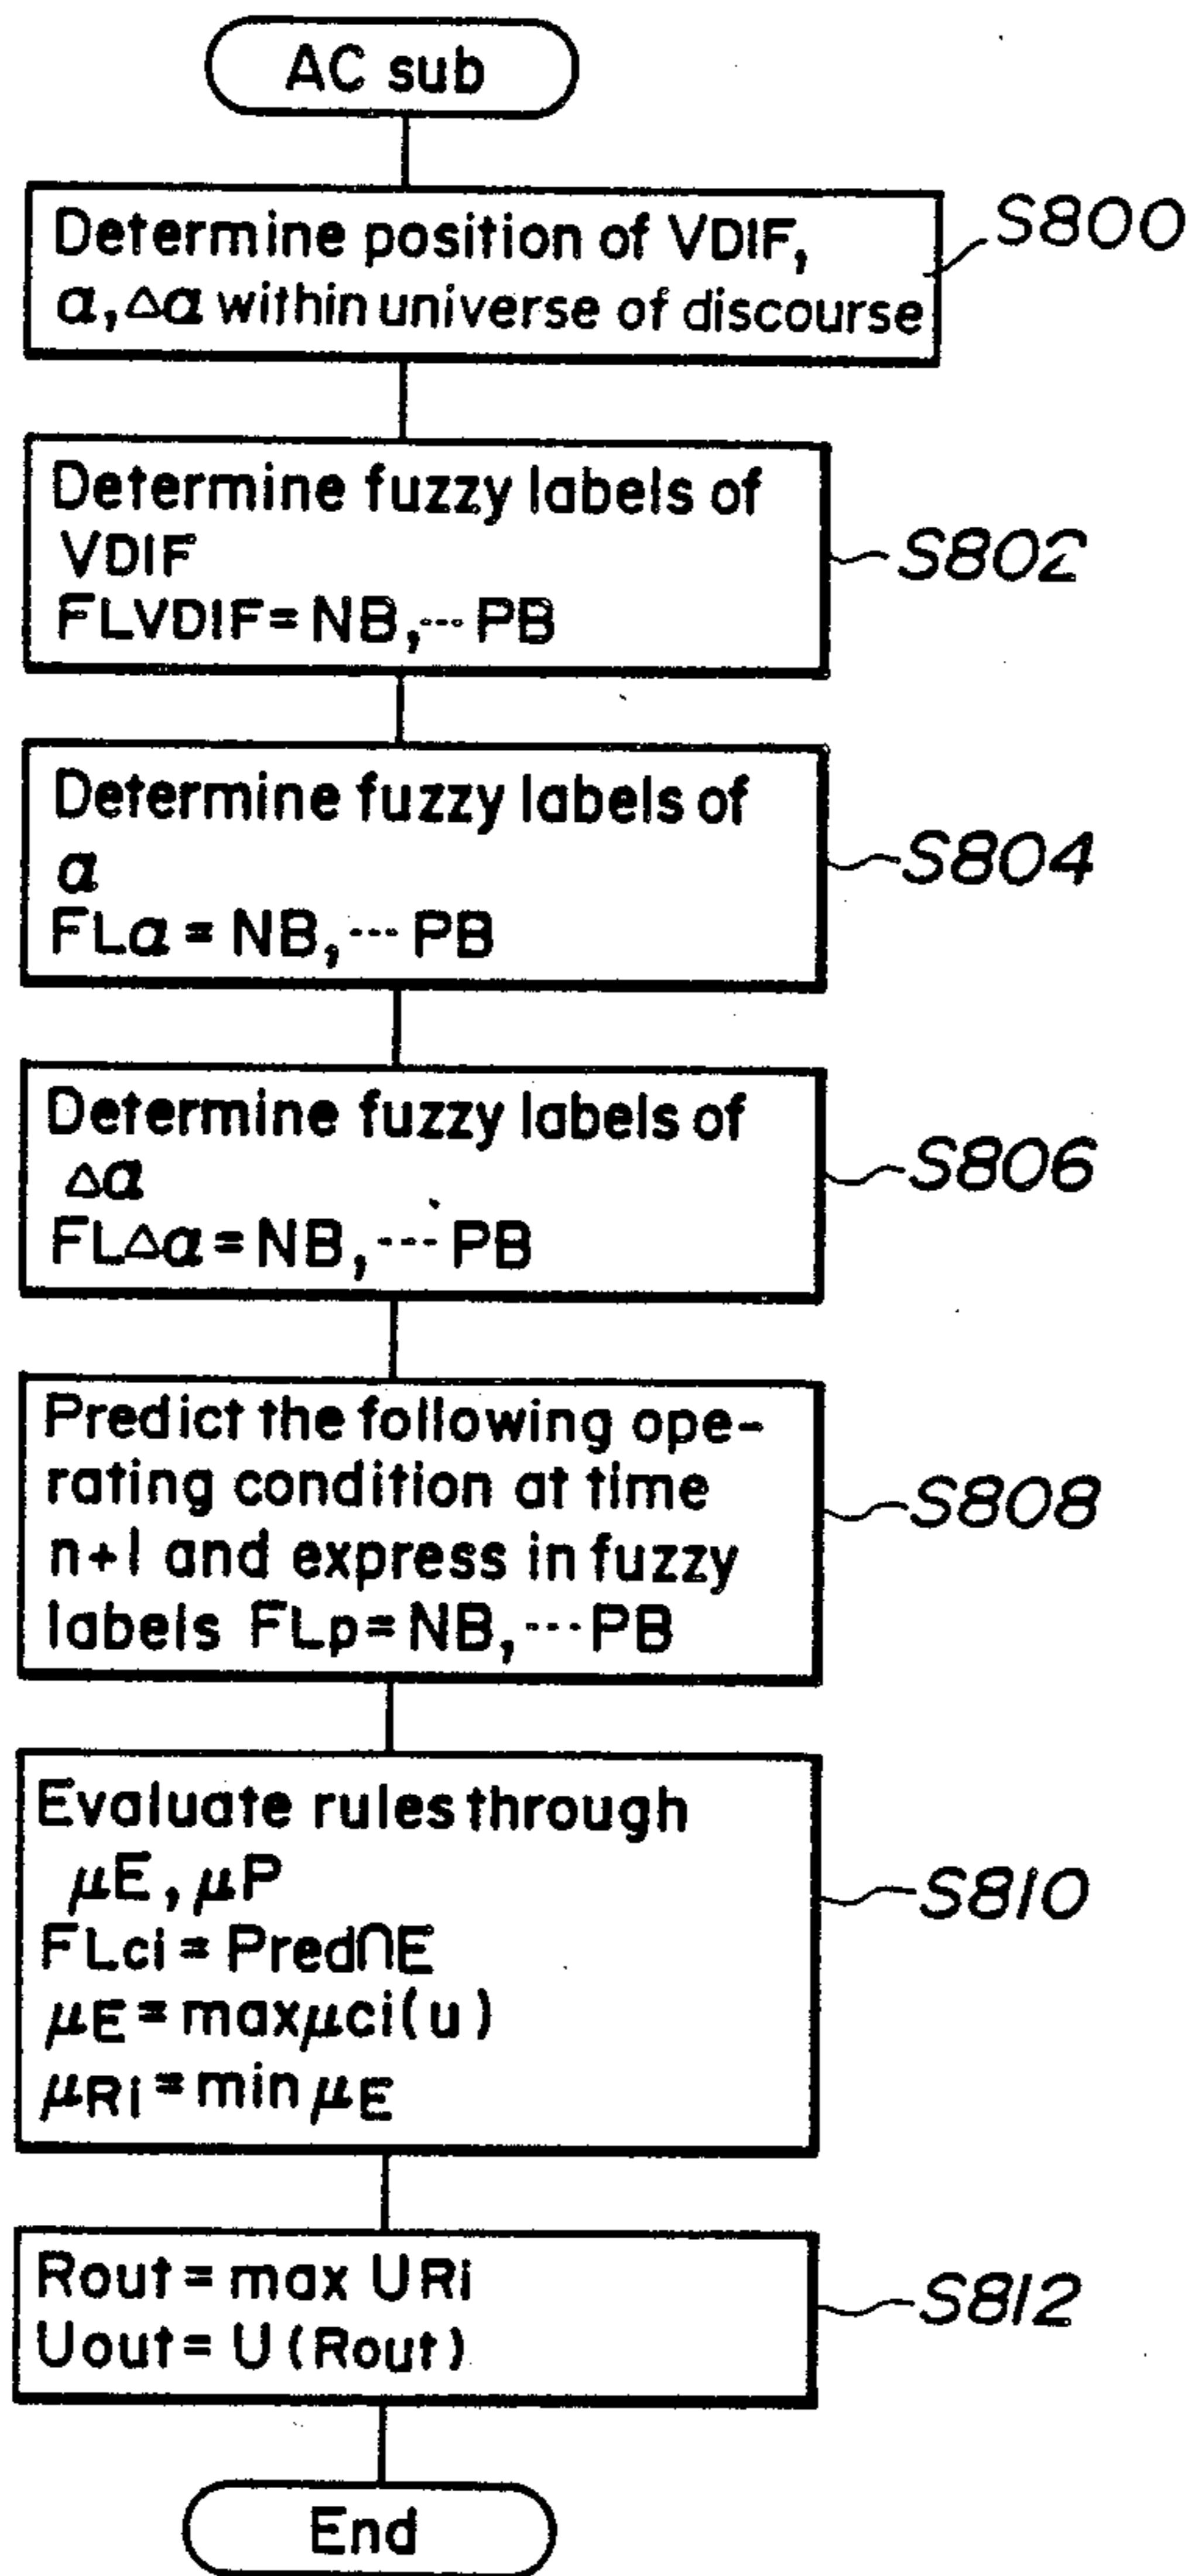 AC sub
Determine position of VDIF,
α, Δα within universe of discourse
S800
Determine fuzzy labels of
VDIF
FLVDIF = NB, --- PB
S802
Determine fuzzy labels of
α
FLα = NB, --- PB
S804
Determine fuzzy labels of
Δα
FLΔα = NB, --- PB
S806
Predict the following ope-
rating condition at time
n+1 and express in fuzzy
labels FLp = NB, --- PB
S808
Evaluate rules through
μE, μP
FLci = Pred∩E
μE = maxμci(u)
μRi = min μE
S810
Rout = max URi
Uout = U (Rout)
S812
End